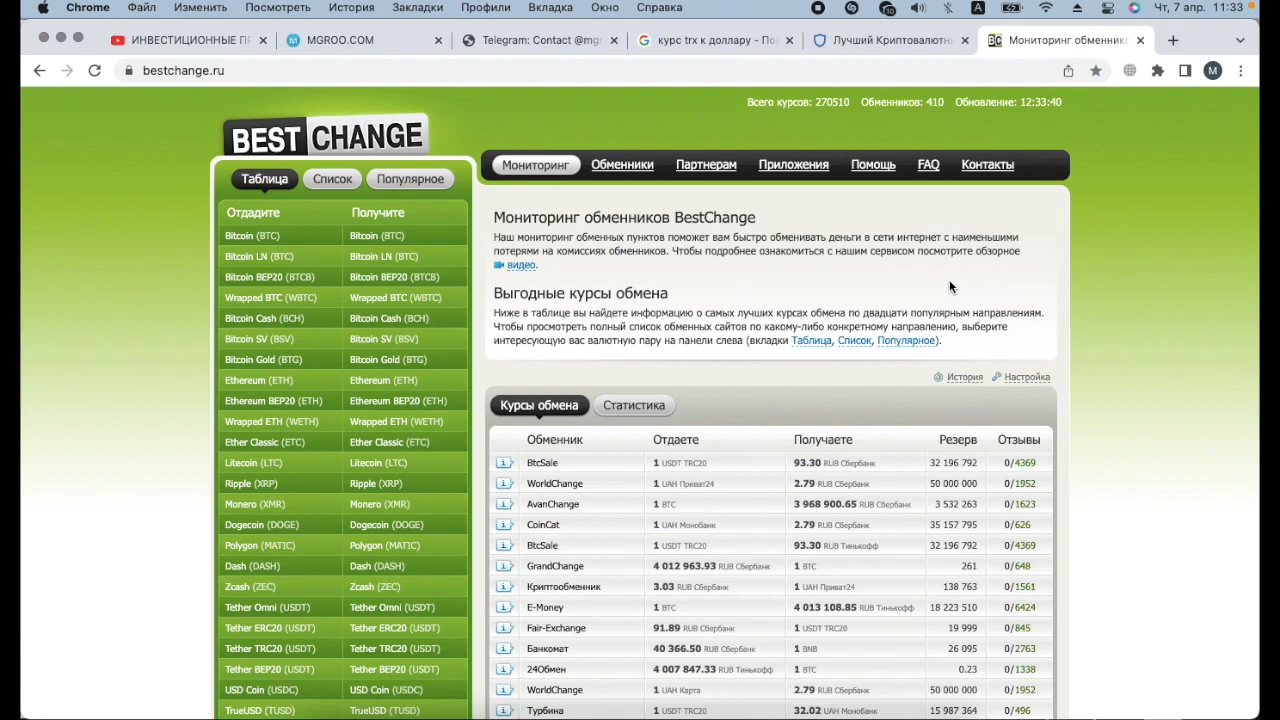 Chrome Файл Изменить Посмотреть История Закладки Профили Вкладка Окно Справка 10 A Чт, 7 апр. 11:33
ИНВЕСТИЦИОННЫЕ MGROO.COM Telegram: Contact @mg курс trx к доллару - По Лучший Криптовалютн Мониторинг обменнико
bestchange.ru M
Всего курсов: 270510 Обменников: 410 Обновление: 12:33:40
BESTCHANGE
Мониторинг Обменники Партнерам Приложения Помощь FAQ Контакты
Таблица Список Популярное
Отдадите Получите
Bitcoin (BTC) Bitcoin (BTC)
Bitcoin LN (BTC) Bitcoin LN (BTC)
Bitcoin BEP20 (BTCB) Bitcoin BEP20 (BTCB)
Wrapped BTC (WBTC) Wrapped BTC (WBTC)
Bitcoin Cash (BCH) Bitcoin Cash (BCH)
Bitcoin SV (BSV) Bitcoin SV (BSV)
Bitcoin Gold (BTG) Bitcoin Gold (BTG)
Ethereum (ETH) Ethereum (ETH)
Ethereum BEP20 (ETH) Ethereum BEP20 (ETH)
Wrapped ETH (WETH) Wrapped ETH (WETH)
Ether Classic (ETC) Ether Classic (ETC)
Litecoin (LTC) Litecoin (LTC)
Ripple (XRP) Ripple (XRP)
Monero (XMR) Monero (XMR)
Dogecoin (DOGE) Dogecoin (DOGE)
Polygon (MATIC) Polygon (MATIC)
Dash (DASH) Dash (DASH)
Zcash (ZEC) Zcash (ZEC)
Tether Omni (USDT) Tether Omni (USDT)
Tether ERC20 (USDT) Tether ERC20 (USDT)
Tether TRC20 (USDT) Tether TRC20 (USDT)
Tether BEP20 (USDT) Tether BEP20 (USDT)
USD Coin (USDC) USD Coin (USDC)
TrueUSD (TUSD) TrueUSD (TUSD)
Мониторинг обменников BestChange
Наш мониторинг обменных пунктов поможет вам быстро обменивать деньги в сети интернет с наименьшими
потерями на комиссиях обменников. Чтобы подробнее ознакомиться с нашим сервисом посмотрите обзорное
видео.
Выгодные курсы обмена
Ниже в таблице вы найдете информацию о самых лучших курсах обмена по двадцати популярным направлениям.
Чтобы просмотреть полный список обменных сайтов по какому-либо конкретному направлению, выберите
интересующую вас валютную пару на панели слева (вкладки Таблица, Список, Популярное).
История Настройка
Курсы обмена Статистика
Обменник Отдаете Получаете Резерв Отзывы
BtcSale 1 USDT TRC20 93.30 RUB Сбербанк 32 196 792 0/4369
WorldChange 1 UAH Приват24 2.79 RUB Сбербанк 50 000 000 0/1952
AvanChange 1 BTC 3 968 900.65 RUB Сбербанк 3 532 263 0/1623
CoinCat 1 UAH Монобанк 2.79 RUB Сбербанк 35 157 795 0/626
BtcSale 1 USDT TRC20 93.30 RUB Тинькофф 32 196 792 0/4369
GrandChange 4 012 963.93 RUB Сбербанк 1 BTC 261 0/648
Криптообменник 3.03 RUB Сбербанк 1 UAH Приват24 138 763 0/1561
E-Money 1 BTC 4 013 108.85 RUB Тинькофф 18 223 510 0/6424
Fair-Exchange 91.89 RUB Сбербанк 1 USDT TRC20 19 999 0/845
Банкомат 40 366.50 RUB Сбербанк 1 BNB 26 095 0/2763
24Обмен 4 007 847.33 RUB Тинькофф 1 BTC 0.23 0/1338
WorldChange 1 UAH Карта 2.79 RUB Сбербанк 50 000 000 0/1952
Турбина 1 USDT TRC20 32.02 UAH Монобанк 15 987 364 0/496